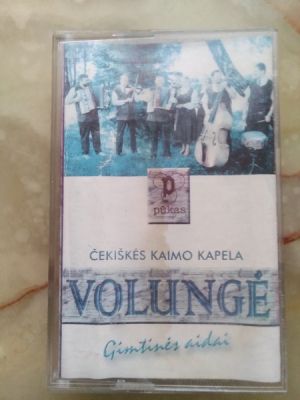 p
pūkas
ČEKIŠKĖS KAIMO KAPELA
VOLUNGĖ
Gimtinės aidai